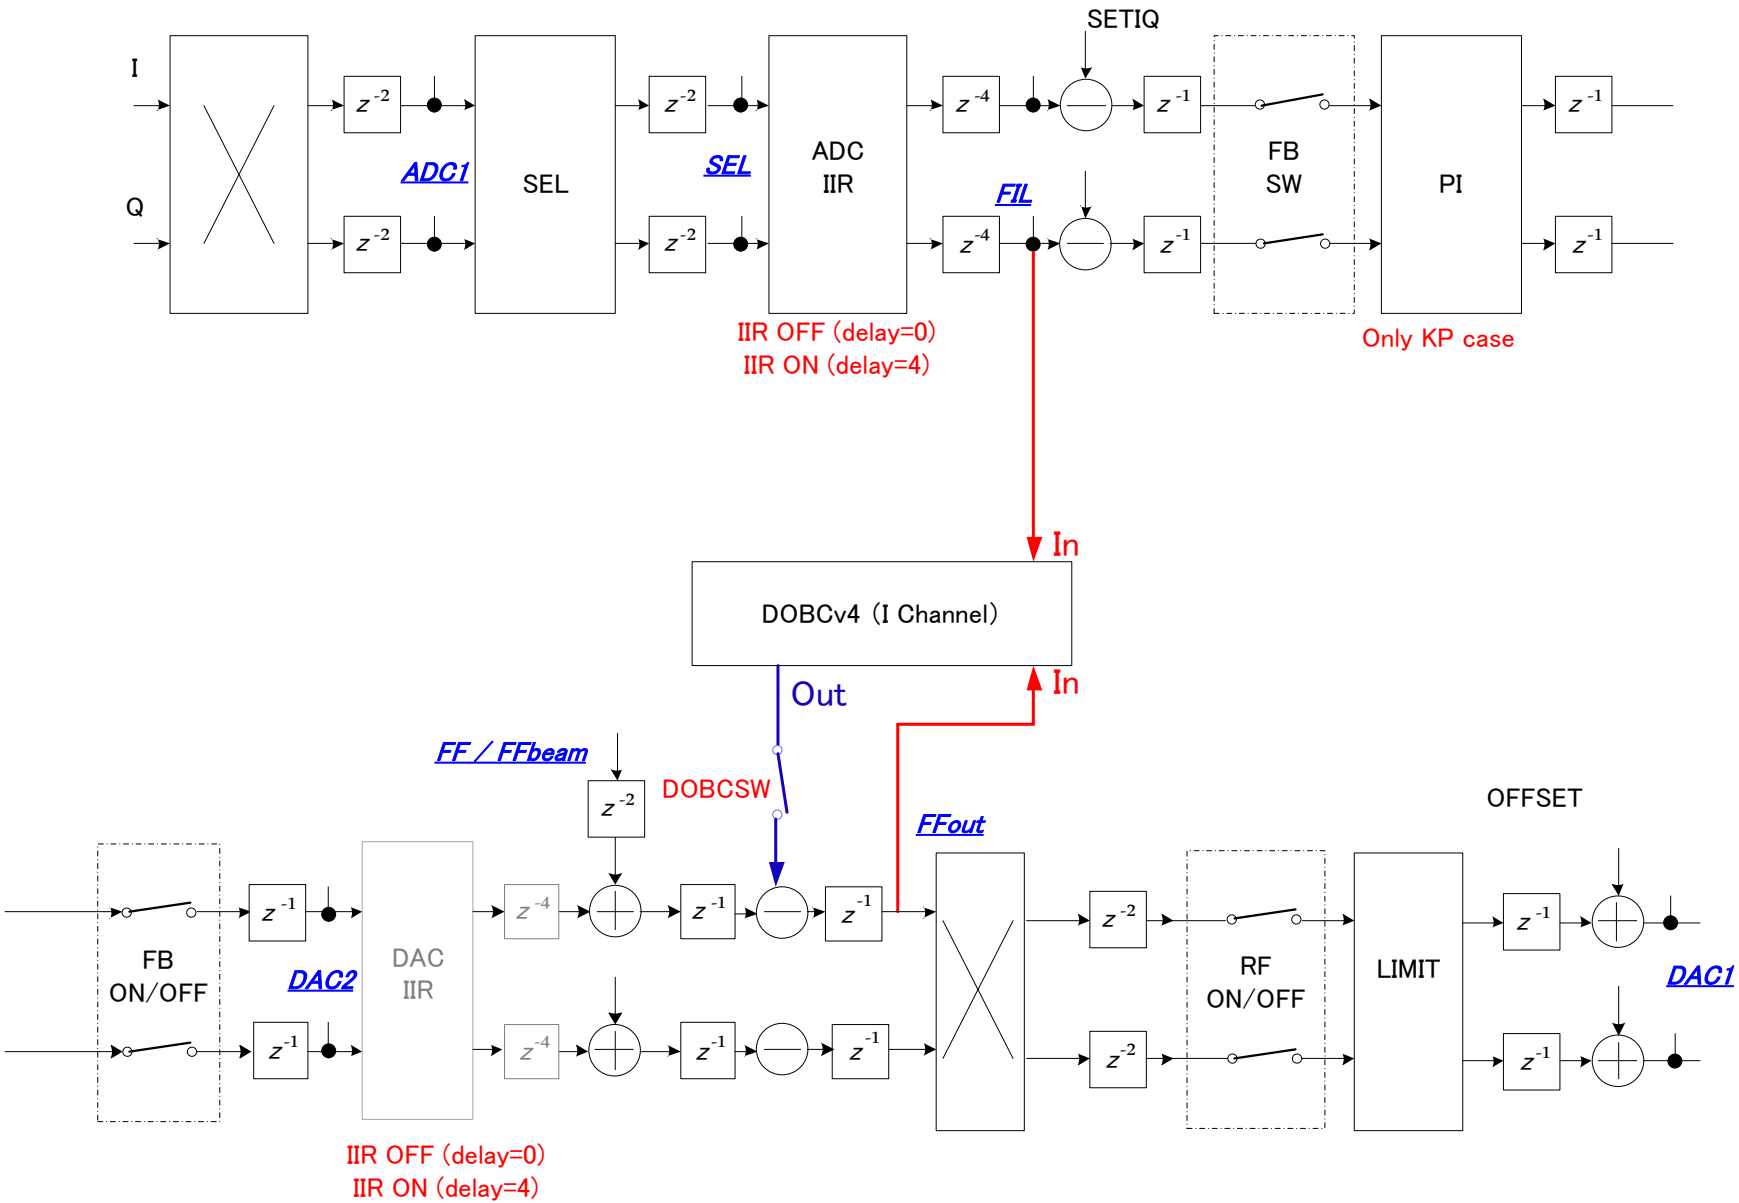 SETIQ
I
z⁻² z⁻² z⁻⁴ z⁻¹ z⁻¹
ADC1 SEL SEL ADC IIR FIL FB SW PI
Q
z⁻² z⁻² z⁻⁴ z⁻¹ z⁻¹
IIR OFF (delay=0)
IIR ON (delay=4)
Only KP case
In
DOBCv4 (I Channel)
In
Out
FF / FFbeam
DOBCSW
z⁻²
FFout
OFFSET
z⁻¹ z⁻⁴ z⁻¹ z⁻¹ z⁻² z⁻¹
FB ON/OFF
DAC2
DAC IIR
RF ON/OFF
LIMIT
DAC1
z⁻¹ z⁻⁴ z⁻¹ z⁻¹ z⁻² z⁻¹
IIR OFF (delay=0)
IIR ON (delay=4)